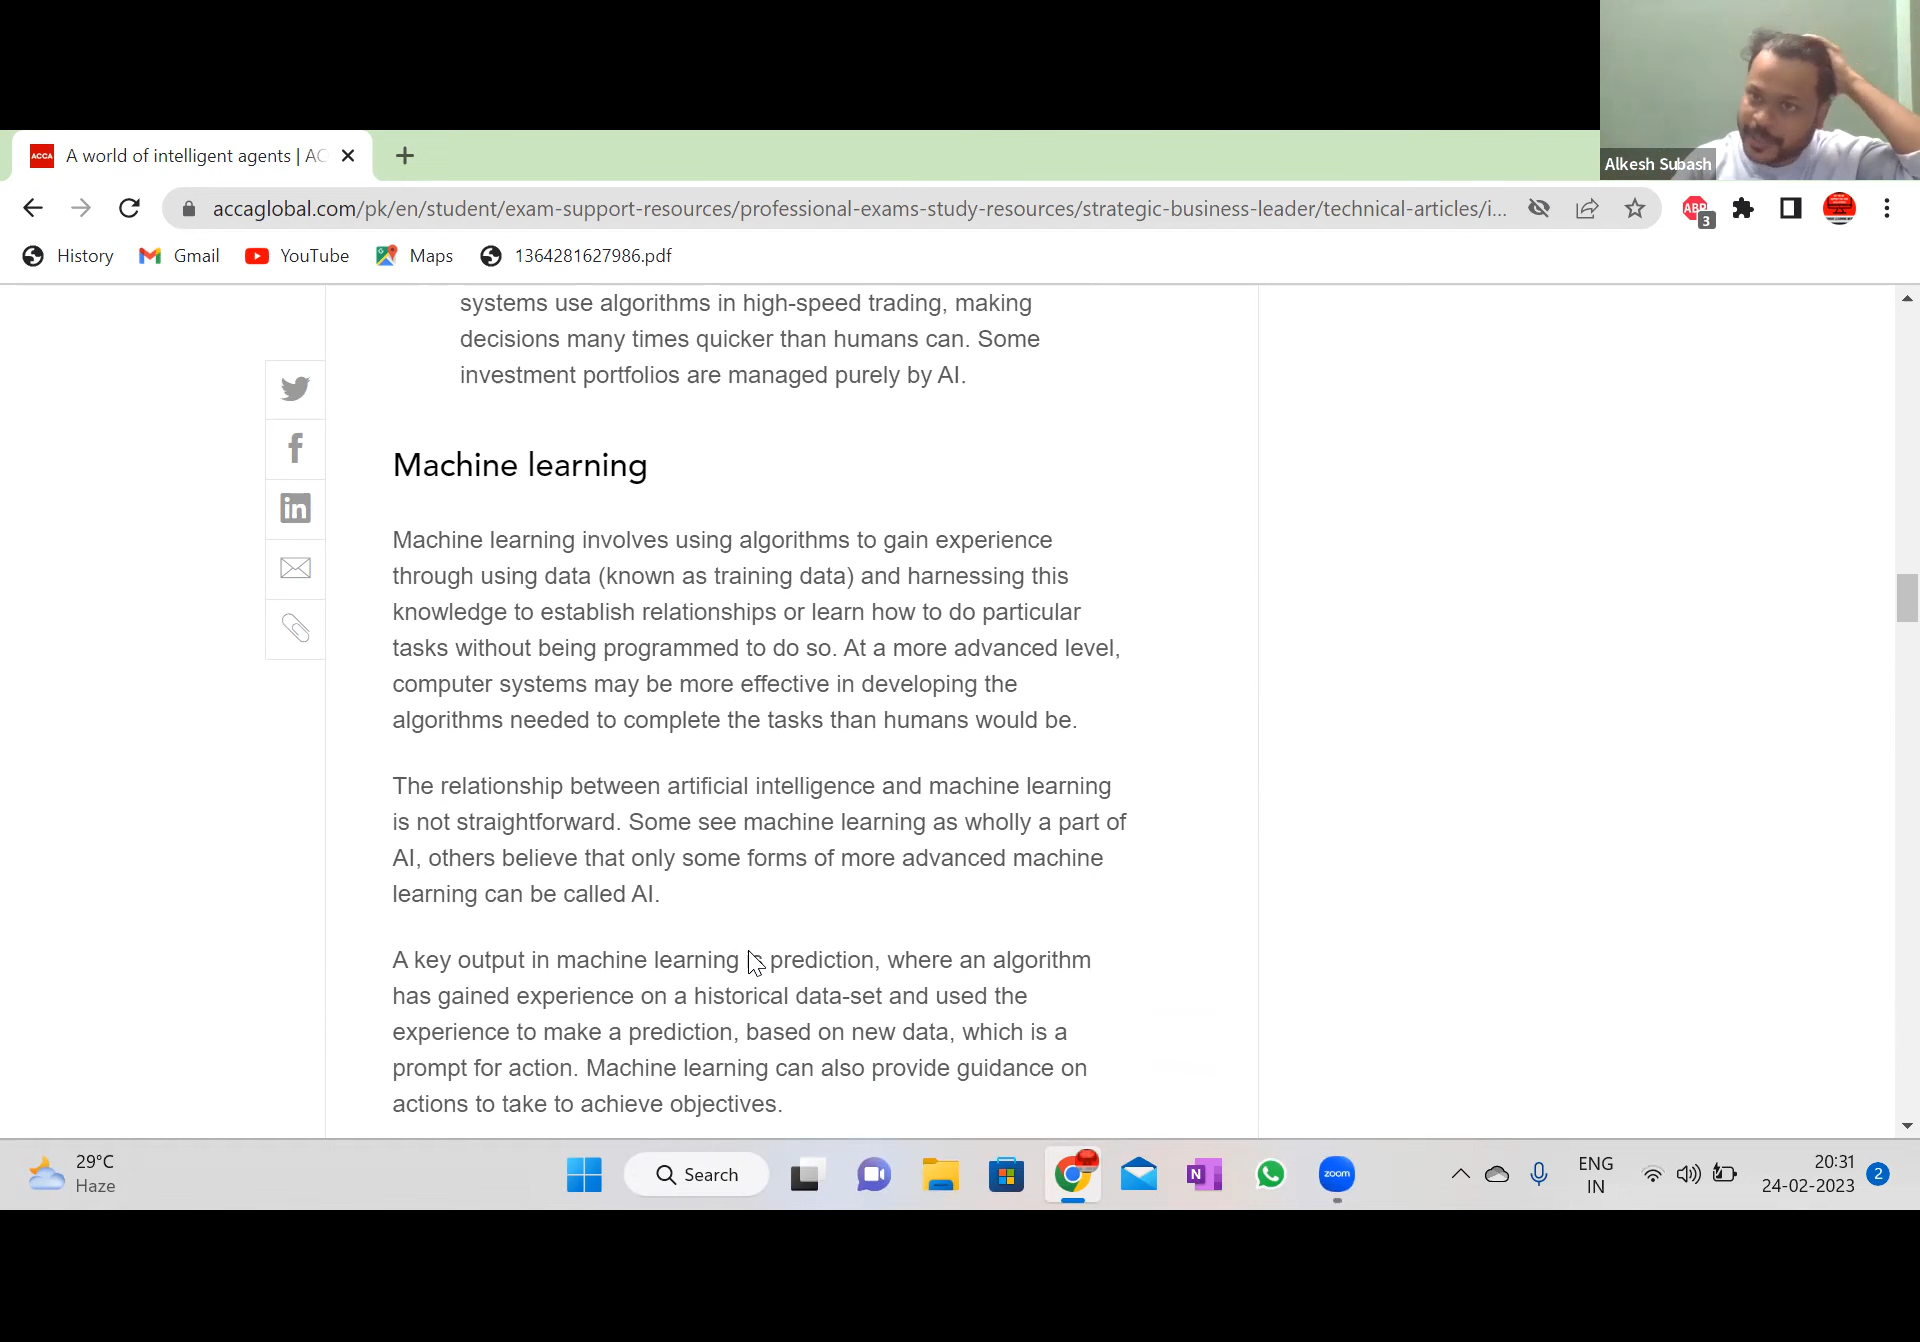 Alkesh Subash
ACCA A world of intelligent agents | AC
accaglobal.com/pk/en/student/exam-support-resources/professional-exams-study-resources/strategic-business-leader/technical-articles/i...
ABP
3
History Gmail YouTube Maps 1364281627986.pdf
systems use algorithms in high-speed trading, making
decisions many times quicker than humans can. Some
investment portfolios are managed purely by AI.
Machine learning
Machine learning involves using algorithms to gain experience
through using data (known as training data) and harnessing this
knowledge to establish relationships or learn how to do particular
tasks without being programmed to do so. At a more advanced level,
computer systems may be more effective in developing the
algorithms needed to complete the tasks than humans would be.
The relationship between artificial intelligence and machine learning
is not straightforward. Some see machine learning as wholly a part of
AI, others believe that only some forms of more advanced machine
learning can be called AI.
A key output in machine learning prediction, where an algorithm
has gained experience on a historical data-set and used the
experience to make a prediction, based on new data, which is a
prompt for action. Machine learning can also provide guidance on
actions to take to achieve objectives.
29°C
Haze
Search
N
zoom
ENG
IN
20:31
24-02-2023
2